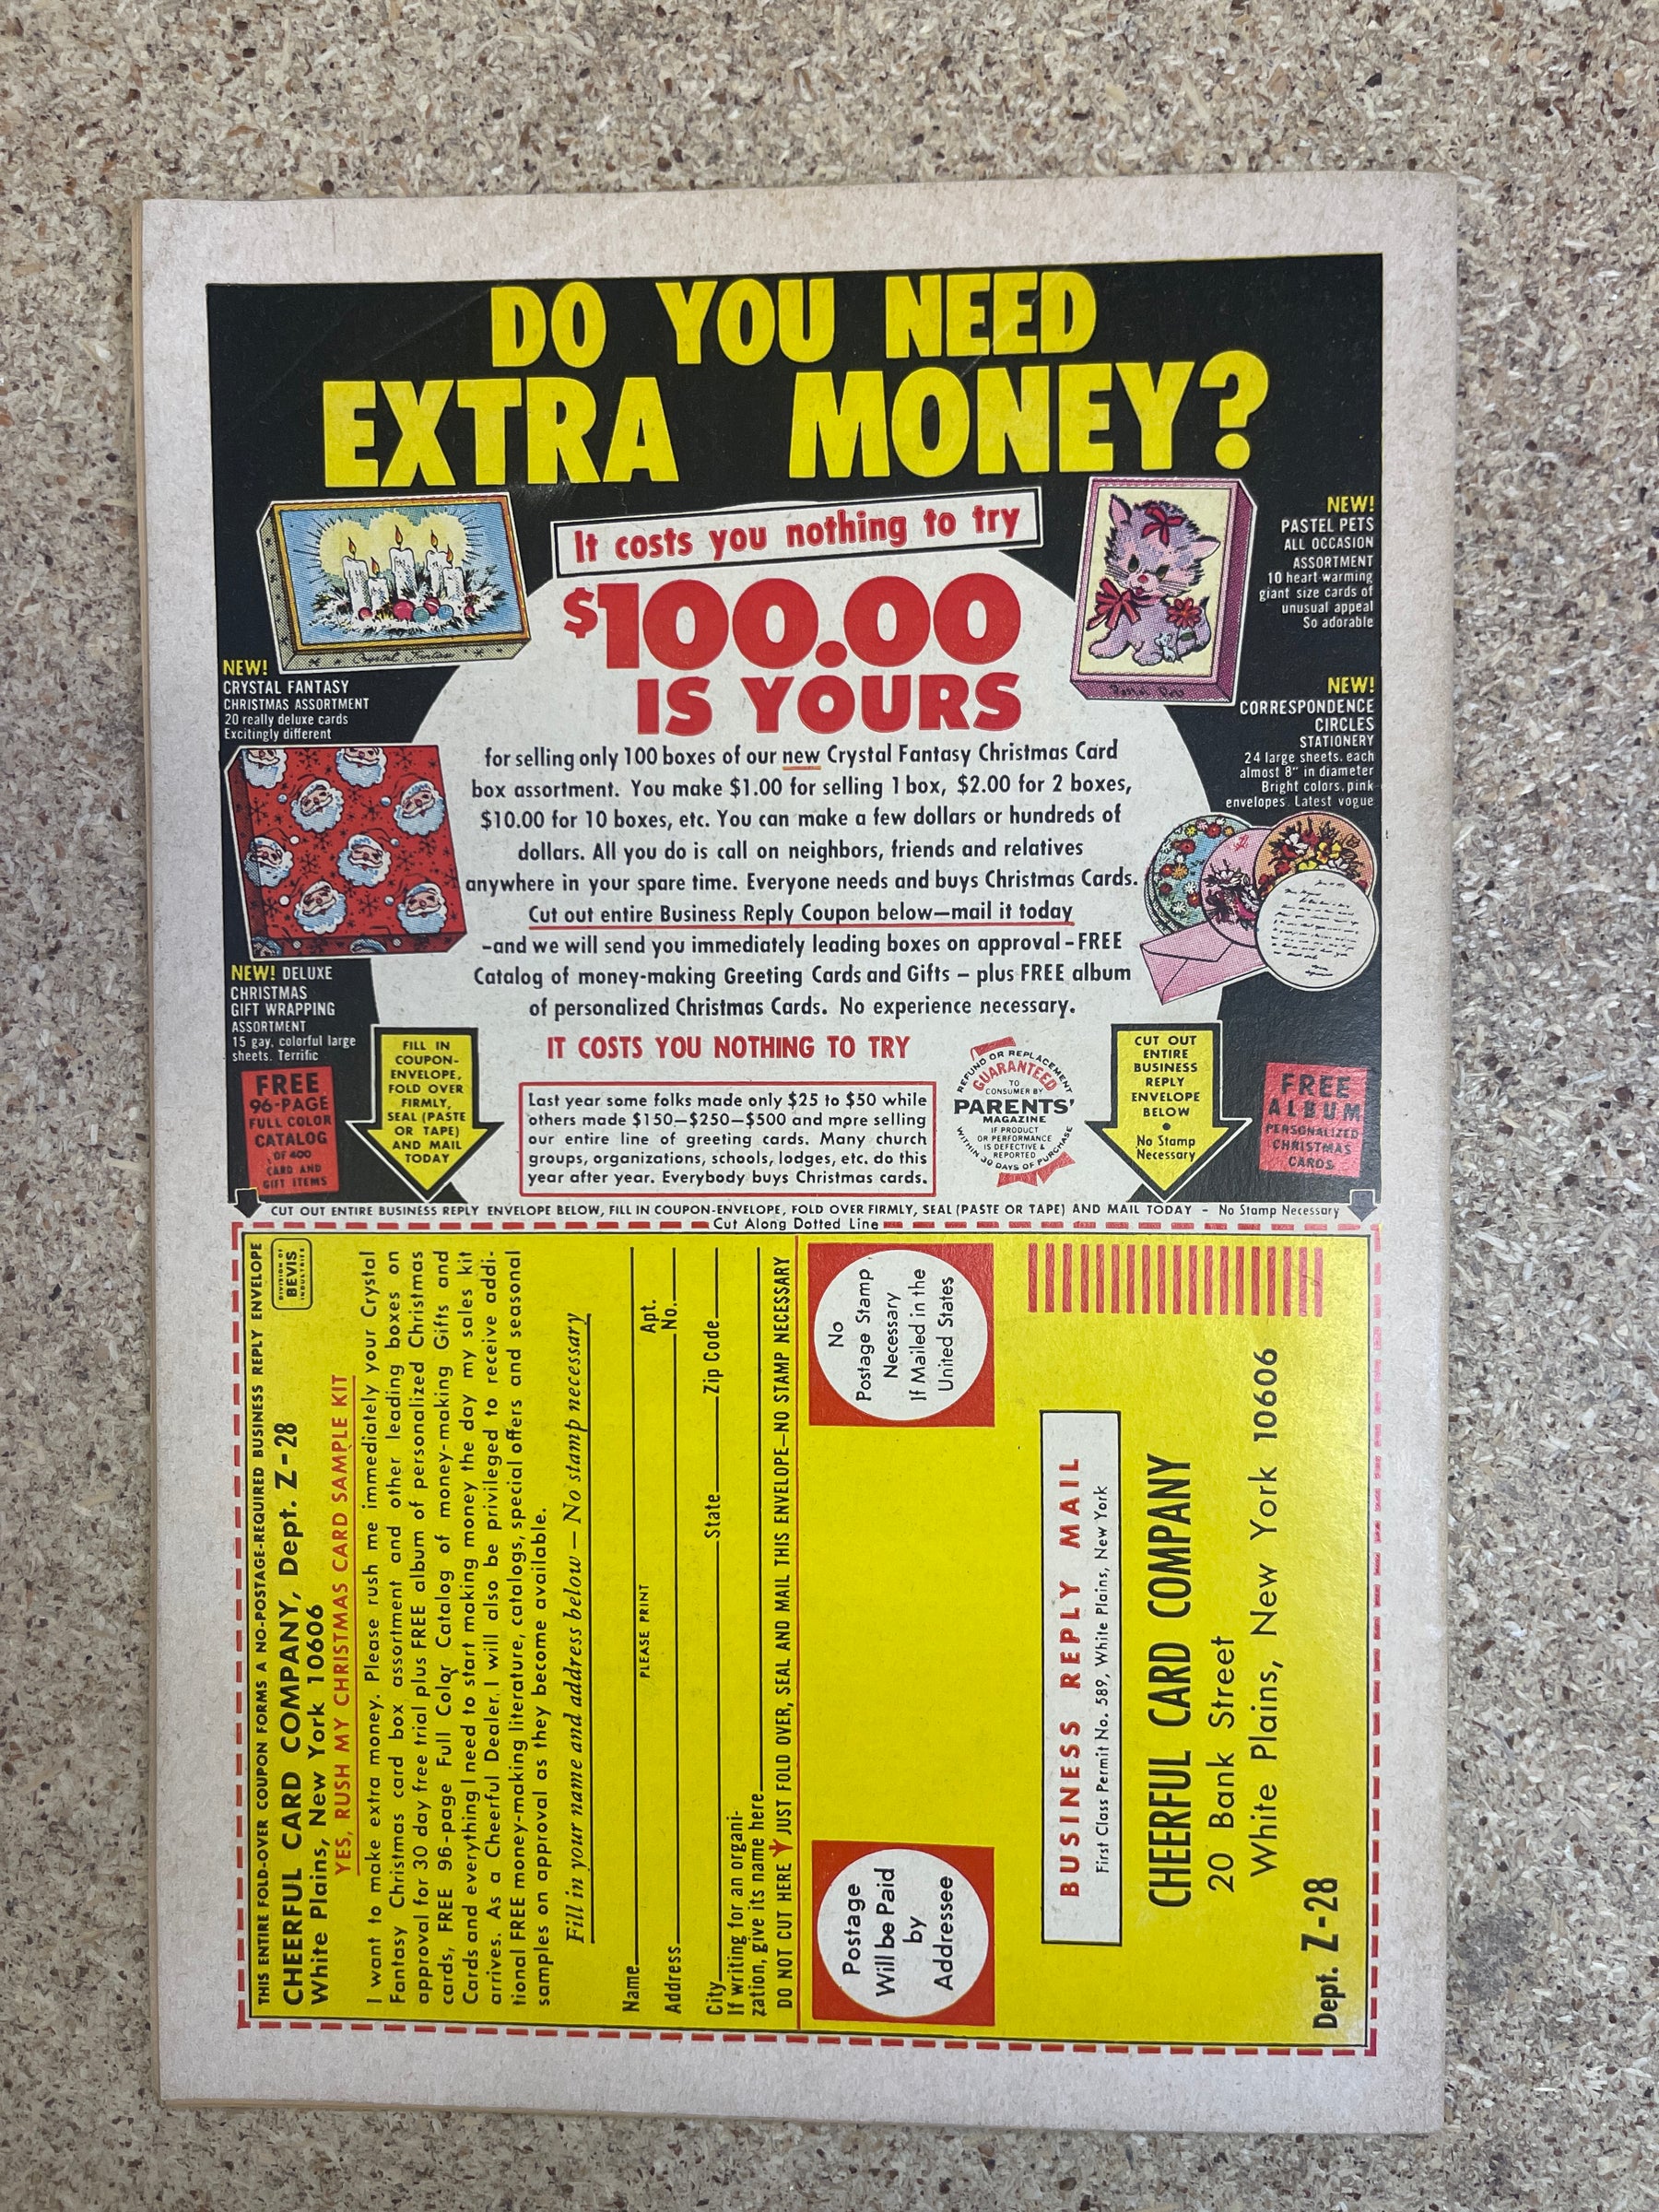 DO YOU NEED
EXTRA MONEY?
It costs you nothing to try
$100.00
IS YOURS
for selling only 100 boxes of our new Crystal Fantasy Christmas Card
box assortment. You make $1.00 for selling 1 box, $2.00 for 2 boxes,
$10.00 for 10 boxes, etc. You can make a few dollars or hundreds of
dollars. All you do is call on neighbors, friends and relatives
anywhere in your spare time. Everyone needs and buys Christmas Cards.
Cut out entire Business Reply Coupon below—mail it today
-and we will send you immediately leading boxes on approval-FREE
Catalog of money-making Greeting Cards and Gifts - plus FREE album
of personalized Christmas Cards. No experience necessary.
IT COSTS YOU NOTHING TO TRY
Crystal Fantasy
NEW!
CRYSTAL FANTASY
CHRISTMAS ASSORTMENT
20 really deluxe cards
Excitingly different
NEW! DELUXE
CHRISTMAS
GIFT WRAPPING
ASSORTMENT
15 gay, colorful large
sheets. Terrific
FREE
96-PAGE
FULL COLOR
CATALOG
OF 400
CARD AND
GIFT ITEMS
FILL IN
COUPON-
ENVELOPE,
FOLD OVER
FIRMLY,
SEAL (PASTE
OR TAPE)
AND MAIL
TODAY
Last year some folks made only $25 to $50 while
others made $150—$250—$500 and more selling
our entire line of greeting cards. Many church
groups, organizations, schools, lodges, etc. do this
year after year. Everybody buys Christmas cards.
REFUND OR REPLACEMENT
GUARANTEED
TO
CONSUMER BY
PARENTS'
MAGAZINE
IF PRODUCT
OR PERFORMANCE
IS DEFECTIVE &
REPORTED
WITHIN 30 DAYS OF PURCHASE
Pastel Pets
NEW!
PASTEL PETS
ALL OCCASION
ASSORTMENT
10 heart-warming
giant size cards of
unusual appeal
So adorable
NEW!
CORRESPONDENCE
CIRCLES
STATIONERY
24 large sheets, each
almost 8" in diameter
Bright colors, pink
envelopes. Latest vogue
CUT OUT
ENTIRE
BUSINESS
REPLY
ENVELOPE
BELOW
•
No Stamp
Necessary
FREE
ALBUM
PERSONALIZED
CHRISTMAS
CARDS
CUT OUT ENTIRE BUSINESS REPLY ENVELOPE BELOW, FILL IN COUPON-ENVELOPE, FOLD OVER FIRMLY, SEAL (PASTE OR TAPE) AND MAIL TODAY - No Stamp Necessary
Cut Along Dotted Line
THIS ENTIRE FOLD-OVER COUPON FORMS A NO-POSTAGE-REQUIRED BUSINESS REPLY ENVELOPE
CHEERFUL CARD COMPANY, Dept. Z-28
White Plains, New York 10606
DIVISION OF
BEVIS
INDUSTRIES
YES, RUSH MY CHRISTMAS CARD SAMPLE KIT
I want to make extra money. Please rush me immediately your Crystal
Fantasy Christmas card box assortment and other leading boxes on
approval for 30 day free trial plus FREE album of personalized Christmas
cards, FREE 96-page Full Color Catalog of money-making Gifts and
Cards and everything I need to start making money the day my sales kit
arrives. As a Cheerful Dealer, I will also be privileged to receive addi-
tional FREE money-making literature, catalogs, special offers and seasonal
samples on approval as they become available.
Fill in your name and address below — No stamp necessary
Name
PLEASE PRINT
Address Apt. No.
City State Zip Code
If writing for an organi-
zation, give its name here
DO NOT CUT HERE JUST FOLD OVER, SEAL AND MAIL THIS ENVELOPE—NO STAMP NECESSARY
Postage
Will be Paid
by
Addressee
No
Postage Stamp
Necessary
If Mailed in the
United States
BUSINESS REPLY MAIL
First Class Permit No. 589, White Plains, New York
CHEERFUL CARD COMPANY
20 Bank Street
White Plains, New York 10606
Dept. Z-28